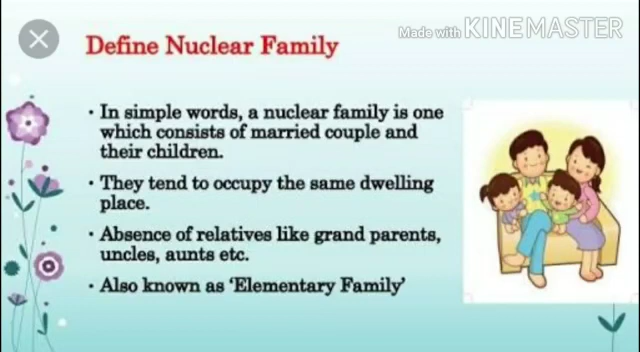 Made with KINEMASTER
Define Nuclear Family
• In simple words, a nuclear family is one
which consists of married couple and
their children.
• They tend to occupy the same dwelling
place.
• Absence of relatives like grand parents,
uncles, aunts etc.
• Also known as 'Elementary Family'